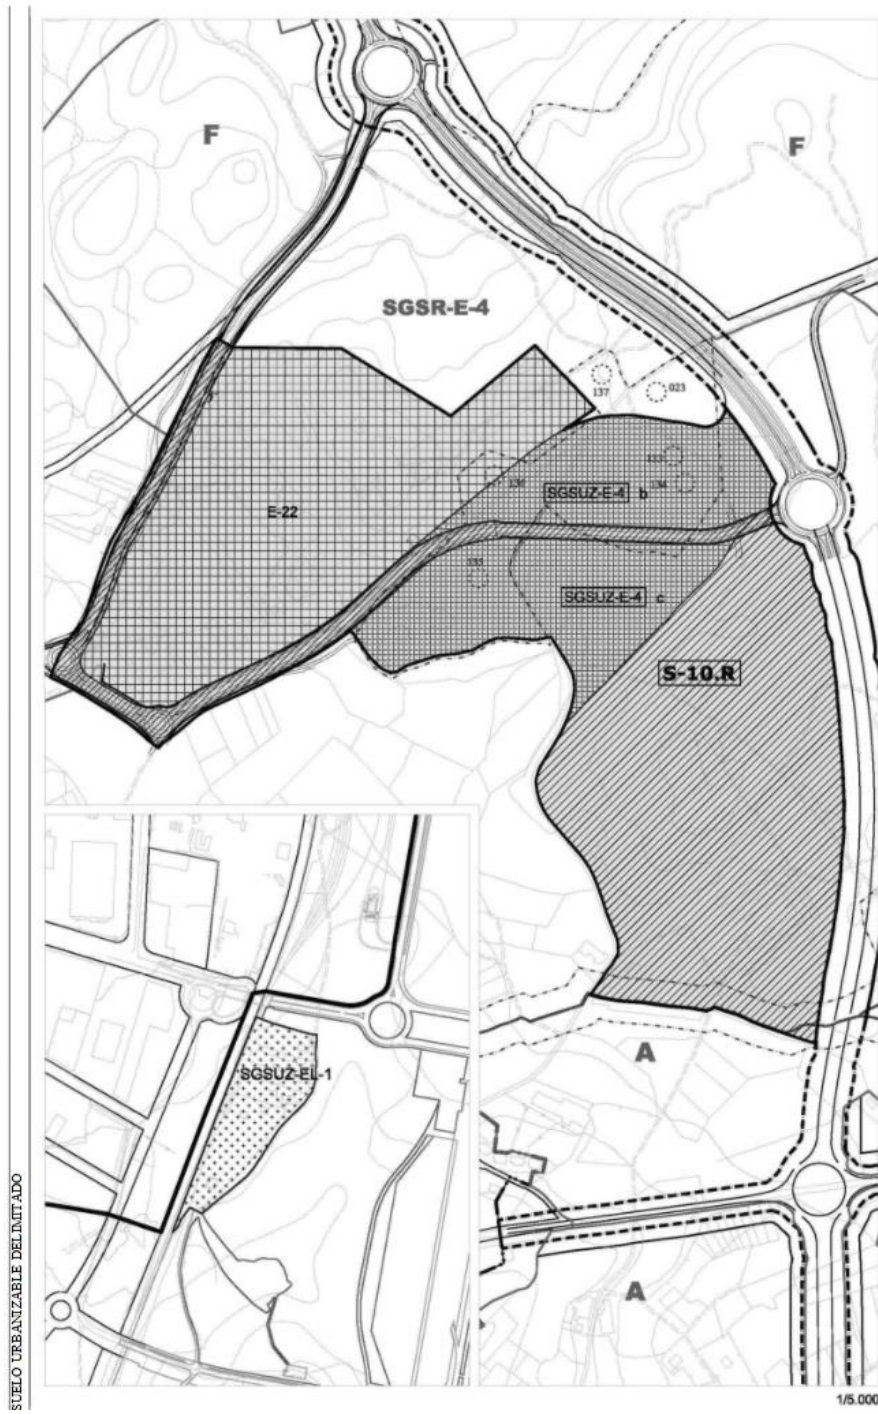 F
F
SGSR-E-4
137
023
E-22
136
134
SGSUZ-E-4 b
SGSUZ-E-4 c
S-10.R
SGSUZ-EL-1
A
A
SUELO URBANIZABLE DELIMITADO
1/5.000